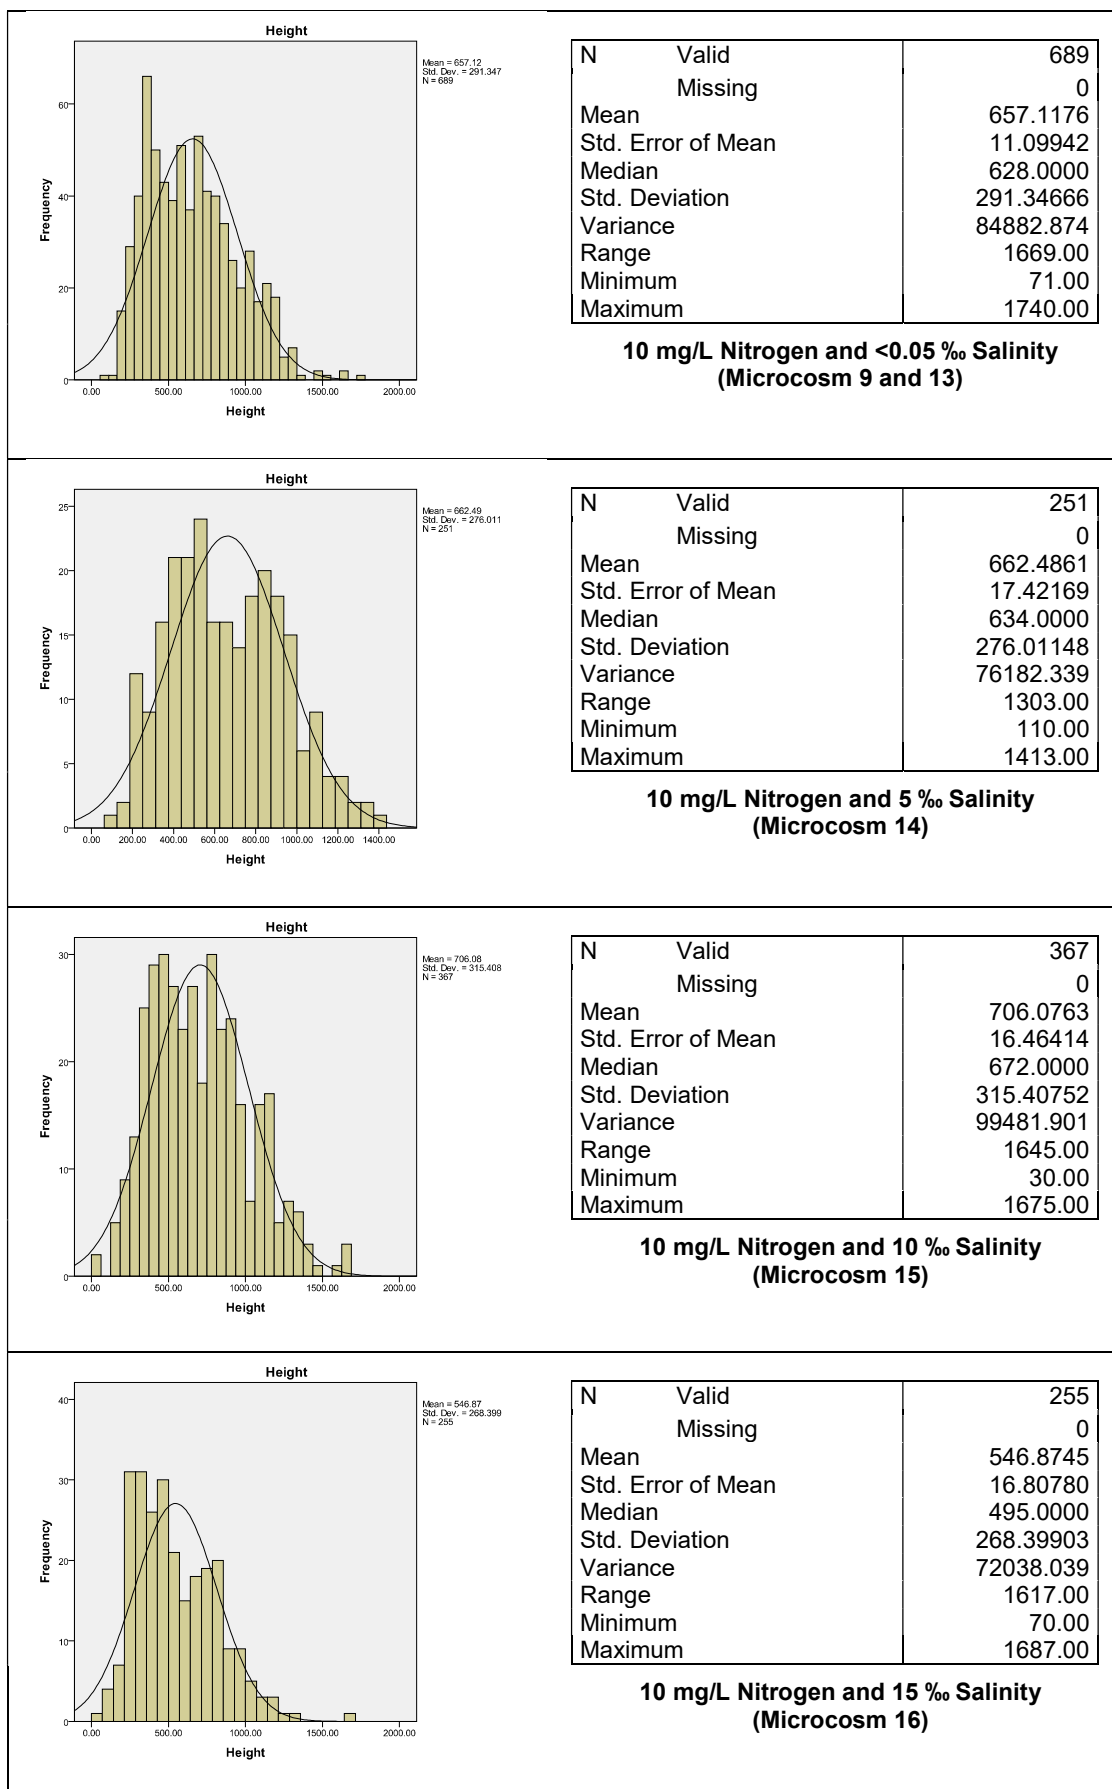 Height
Mean = 657.12
Std. Dev. = 291.347
N = 689
Frequency
60
40
20
0
0.00 500.00 1000.00 1500.00 2000.00
Height
N Valid 689
Missing 0
Mean 657.1176
Std. Error of Mean 11.09942
Median 628.0000
Std. Deviation 291.34666
Variance 84882.874
Range 1669.00
Minimum 71.00
Maximum 1740.00
10 mg/L Nitrogen and <0.05 ‰ Salinity
(Microcosm 9 and 13)
Height
Mean = 662.49
Std. Dev. = 276.011
N = 251
Frequency
25
20
15
10
5
0
0.00 200.00 400.00 600.00 800.00 1000.00 1200.00 1400.00
Height
N Valid 251
Missing 0
Mean 662.4861
Std. Error of Mean 17.42169
Median 634.0000
Std. Deviation 276.01148
Variance 76182.339
Range 1303.00
Minimum 110.00
Maximum 1413.00
10 mg/L Nitrogen and 5 ‰ Salinity
(Microcosm 14)
Height
Mean = 706.08
Std. Dev. = 315.408
N = 367
Frequency
30
20
10
0
0.00 500.00 1000.00 1500.00 2000.00
Height
N Valid 367
Missing 0
Mean 706.0763
Std. Error of Mean 16.46414
Median 672.0000
Std. Deviation 315.40752
Variance 99481.901
Range 1645.00
Minimum 30.00
Maximum 1675.00
10 mg/L Nitrogen and 10 ‰ Salinity
(Microcosm 15)
Height
Mean = 546.87
Std. Dev. = 268.399
N = 255
Frequency
40
30
20
10
0
0.00 500.00 1000.00 1500.00 2000.00
Height
N Valid 255
Missing 0
Mean 546.8745
Std. Error of Mean 16.80780
Median 495.0000
Std. Deviation 268.39903
Variance 72038.039
Range 1617.00
Minimum 70.00
Maximum 1687.00
10 mg/L Nitrogen and 15 ‰ Salinity
(Microcosm 16)